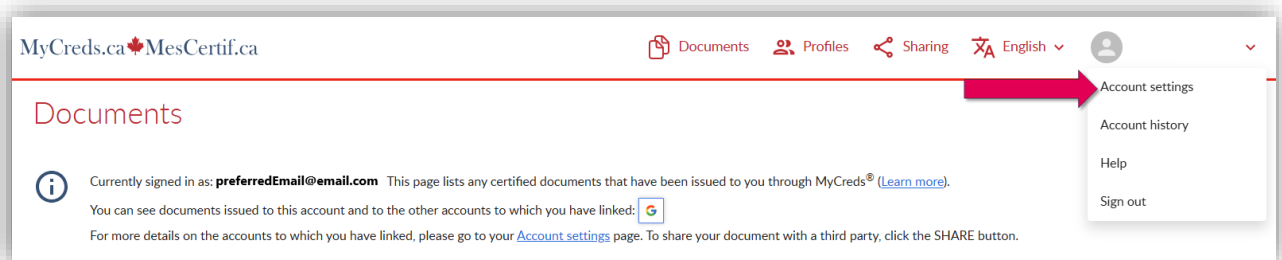 MyCreds.ca MesCertif.ca
Documents Profiles Sharing English
Account settings
Account history
Help
Sign out
Documents
Currently signed in as: preferredEmail@email.com This page lists any certified documents that have been issued to you through MyCreds® (Learn more).
You can see documents issued to this account and to the other accounts to which you have linked: G
For more details on the accounts to which you have linked, please go to your Account settings page. To share your document with a third party, click the SHARE button.